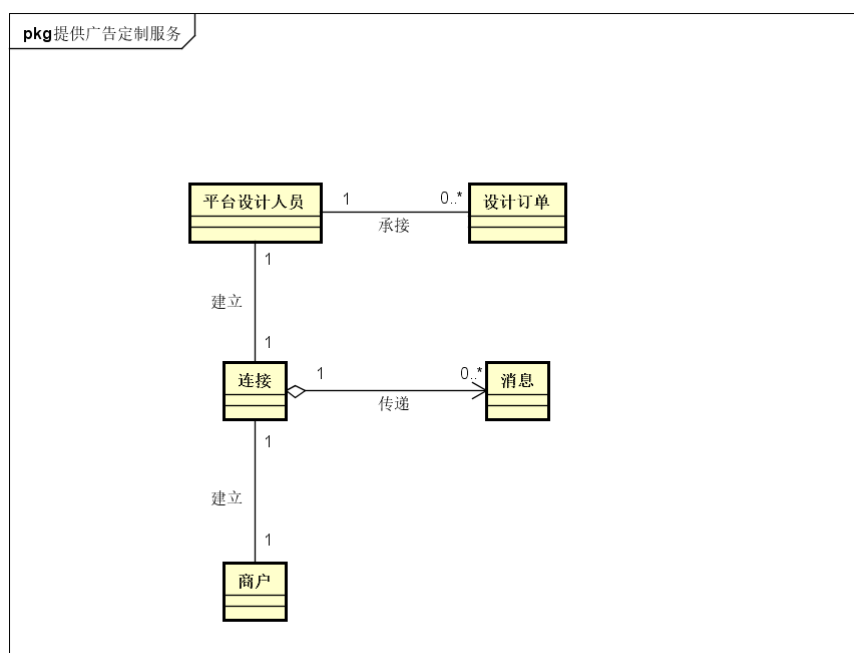 pkg提供广告定制服务
平台设计人员
1
0..*
设计订单
承接
1
建立
1
连接
1
0..*
消息
传递
1
建立
1
商户